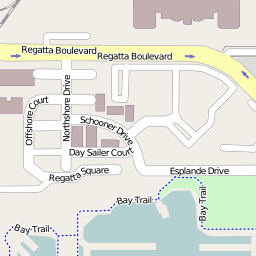 Regatta Boulevard
Regatta Boulevard
Offshore Court
Northshore Drive
Schooner Drive
Day Sailer Court
Regatta Square
Esplande Drive
Bay Trail
Bay Trail
Bay-Trail